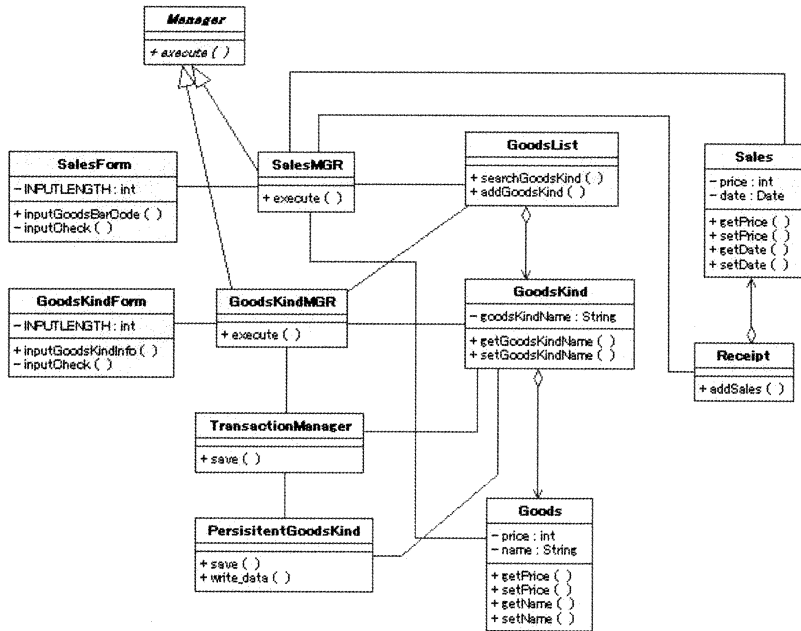 Manager
+ execute ( )
SalesForm
- INPUTLENGTH : int
+ inputGoodsBarCode ( )
- inputCheck ( )
SalesMGR
+ execute ( )
GoodsList
+ searchGoodsKind ( )
+ addGoodsKind ( )
Sales
- price : int
- date : Date
+ getPrice ( )
+ setPrice ( )
+ getDate ( )
+ setDate ( )
GoodsKindForm
- INPUTLENGTH : int
+ inputGoodsKindInfo ( )
- inputCheck ( )
GoodsKindMGR
+ execute ( )
GoodsKind
- goodsKindName : String
+ getGoodsKindName ( )
+ setGoodsKindName ( )
Receipt
+ addSales ( )
TransactionManager
+ save ( )
PersisitentGoodsKind
+ save ( )
+ write_data ( )
Goods
- price : int
- name : String
+ getPrice ( )
+ setPrice ( )
+ getName ( )
+ setName ( )